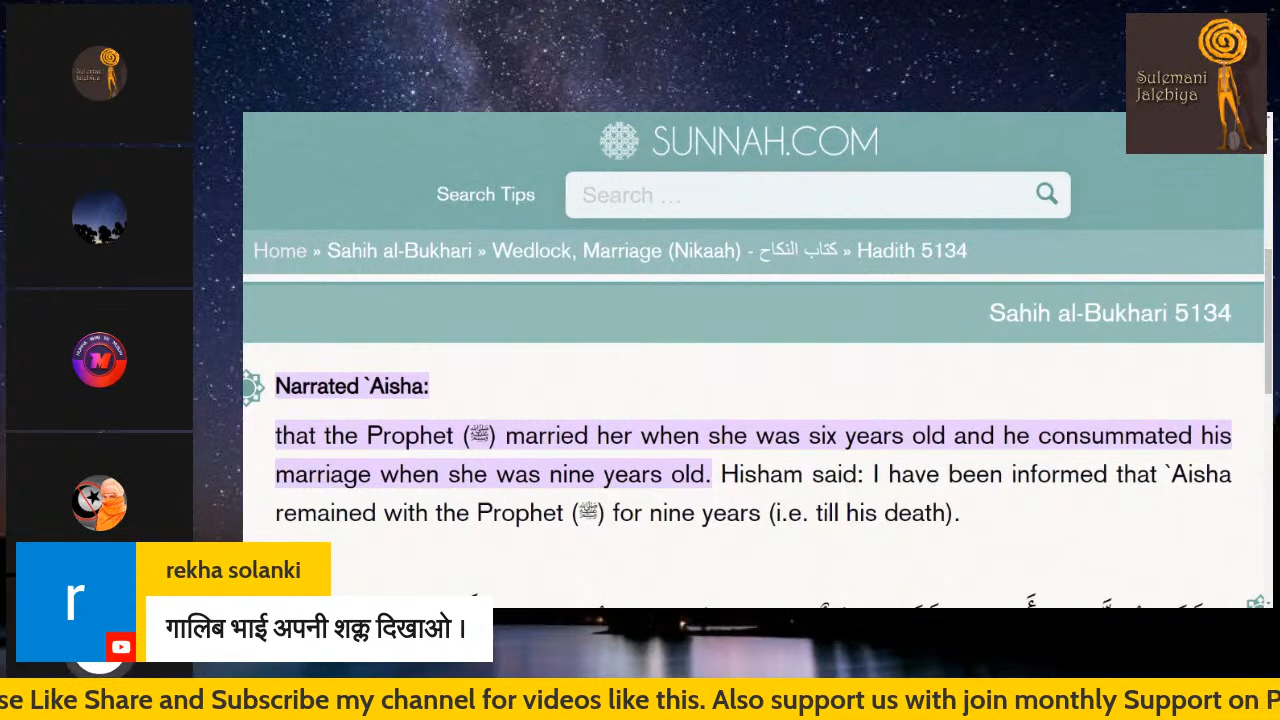 Sulemani
Jalebiya
SUNNAH.COM
Search Tips
Search ...
Home » Sahih al-Bukhari » Wedlock, Marriage (Nikaah) - كتاب النكاح » Hadith 5134
Sahih al-Bukhari 5134
Narrated `Aisha:
that the Prophet (ﷺ) married her when she was six years old and he consummated his
marriage when she was nine years old. Hisham said: I have been informed that `Aisha
remained with the Prophet (ﷺ) for nine years (i.e. till his death).
r
rekha solanki
गालिब भाई अपनी शक्ल दिखाओ ।
se Like Share and Subscribe my channel for videos like this. Also support us with join monthly Support on P